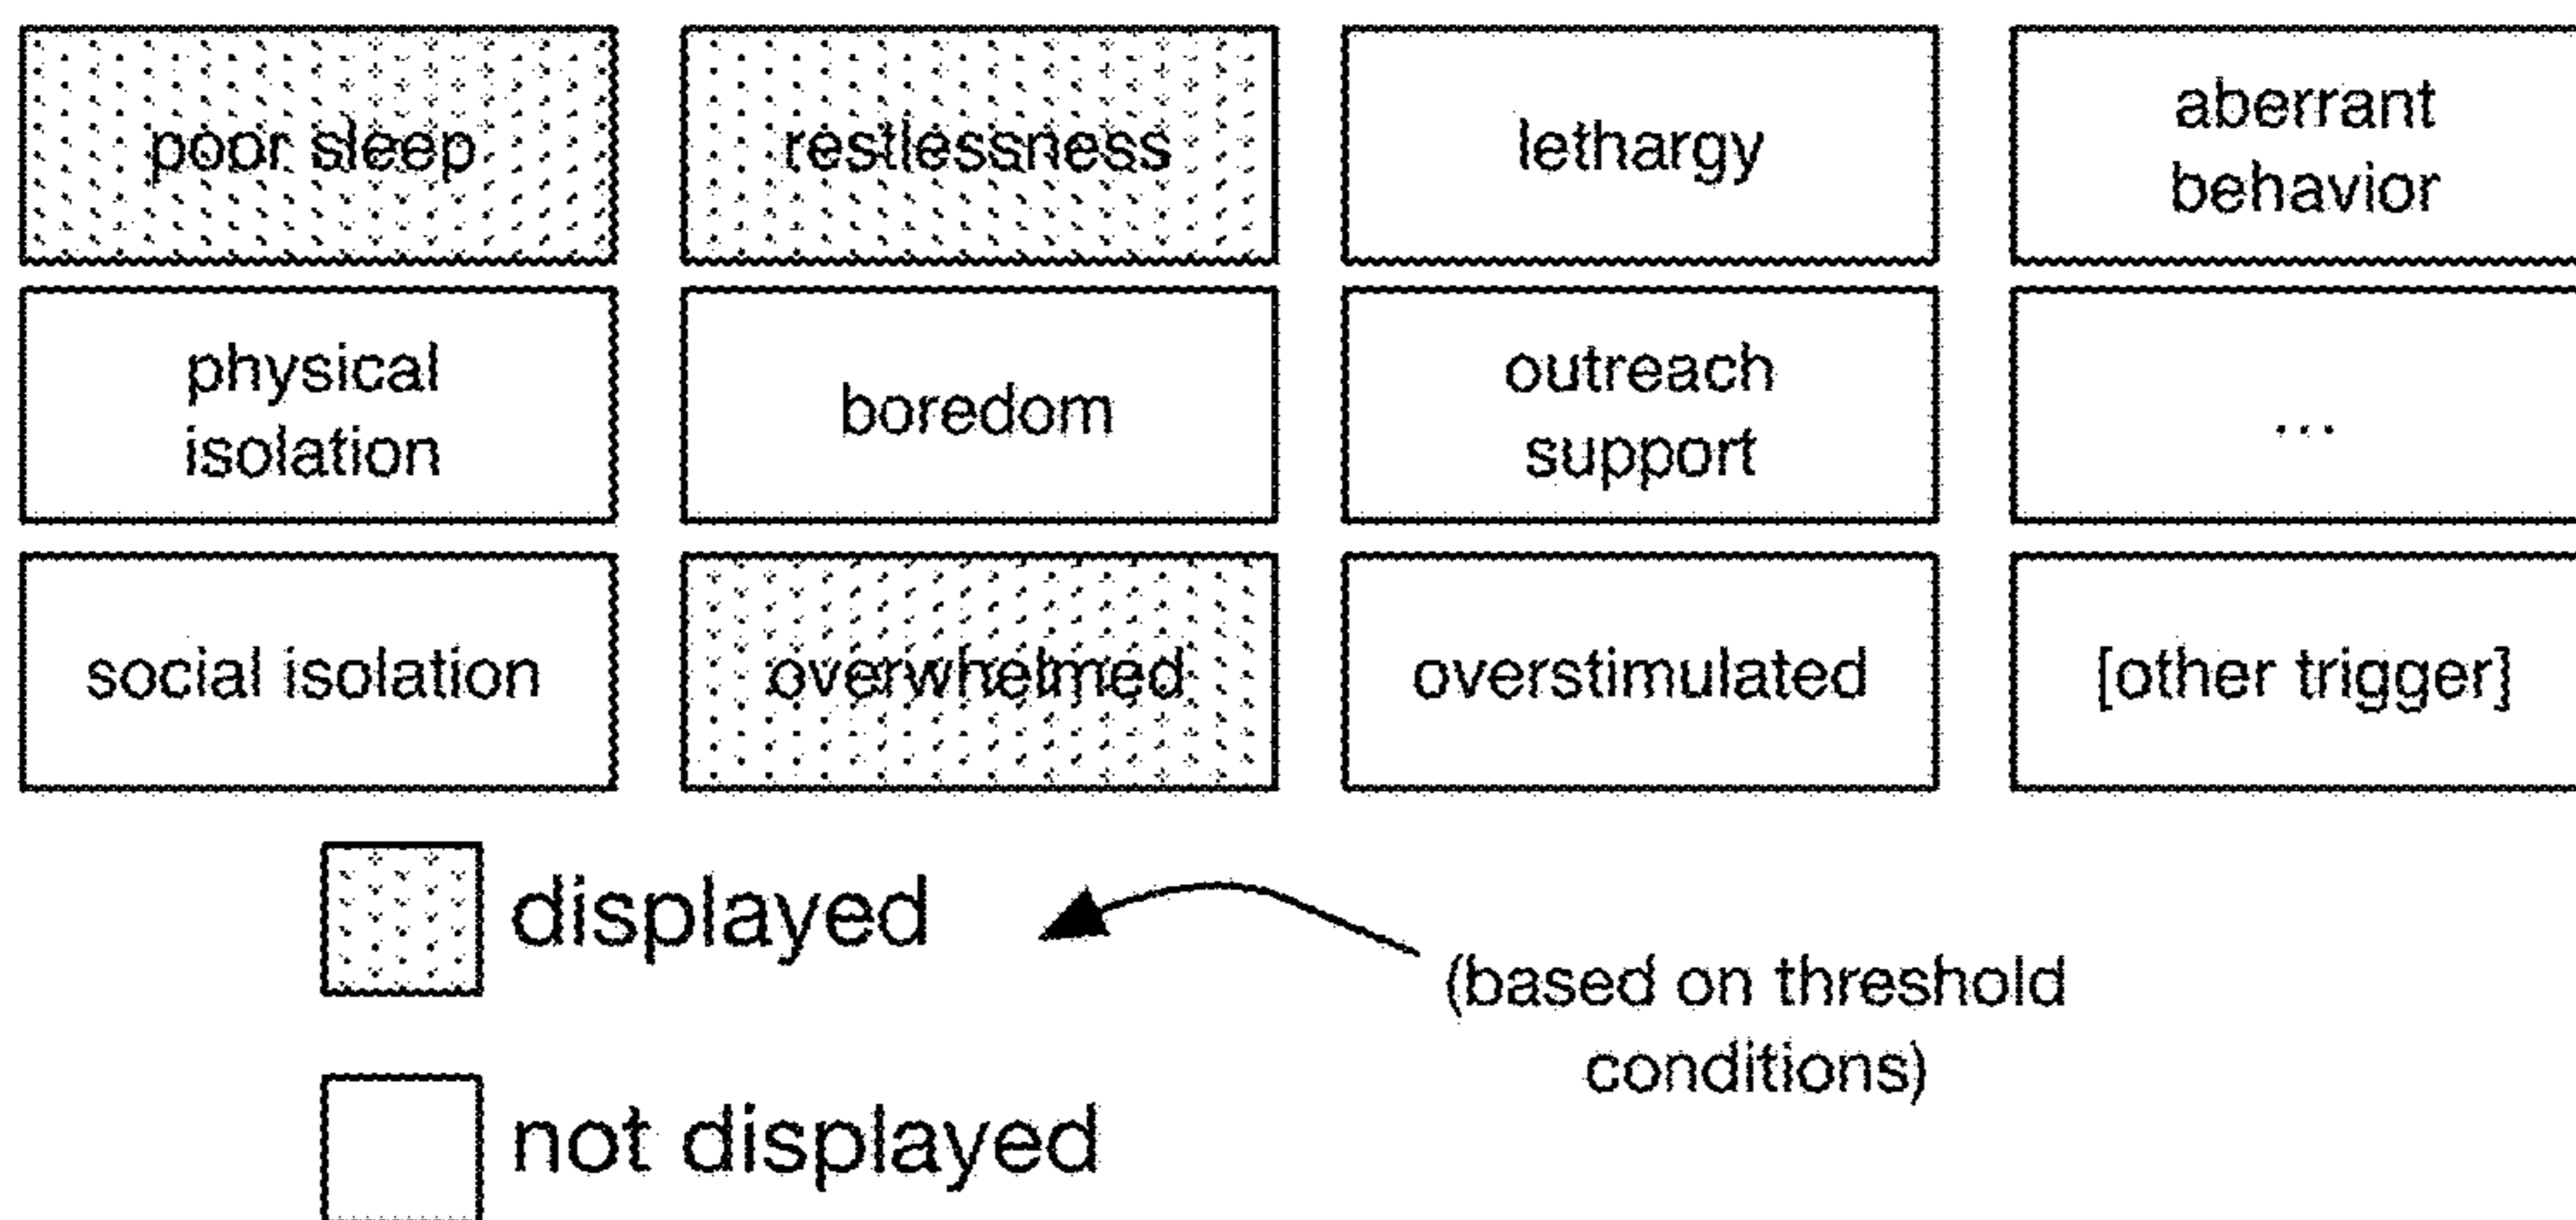 poor sleep
restlessness
lethargy
aberrant
behavior
physical
isolation
boredom
outreach
support
...
social isolation
overwhelmed
overstimulated
[other trigger]
displayed
(based on threshold
conditions)
not displayed